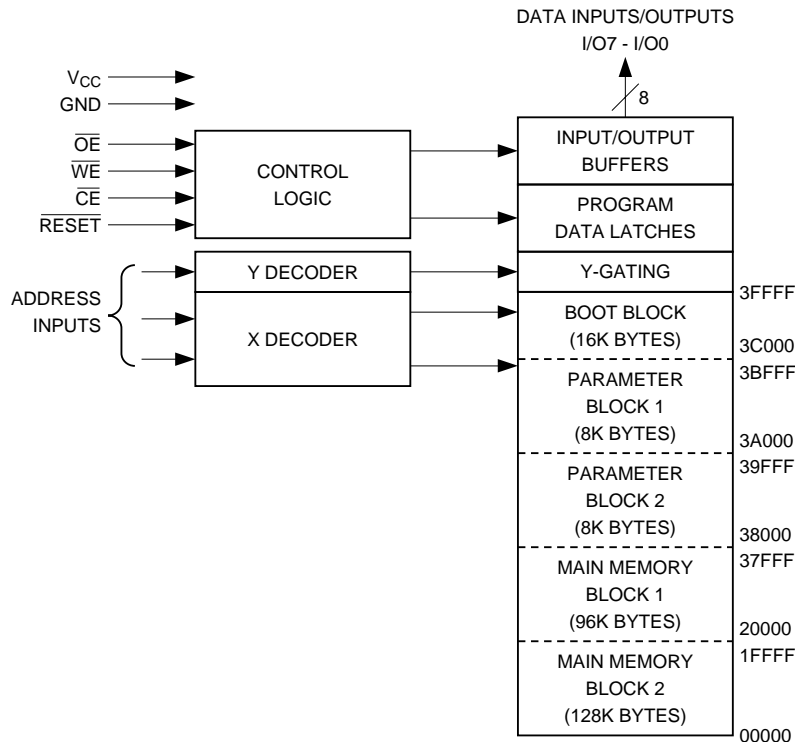 DATA INPUTS/OUTPUTS
I/O7 - I/O0
8
VCC
GND
OE
WE
CE
RESET
CONTROL
LOGIC
INPUT/OUTPUT
BUFFERS
PROGRAM
DATA LATCHES
ADDRESS
INPUTS
Y DECODER
X DECODER
Y-GATING
3FFFF
BOOT BLOCK
(16K BYTES)
3C000
3BFFF
PARAMETER
BLOCK 1
(8K BYTES)
3A000
39FFF
PARAMETER
BLOCK 2
(8K BYTES)
38000
37FFF
MAIN MEMORY
BLOCK 1
(96K BYTES)
20000
1FFFF
MAIN MEMORY
BLOCK 2
(128K BYTES)
00000